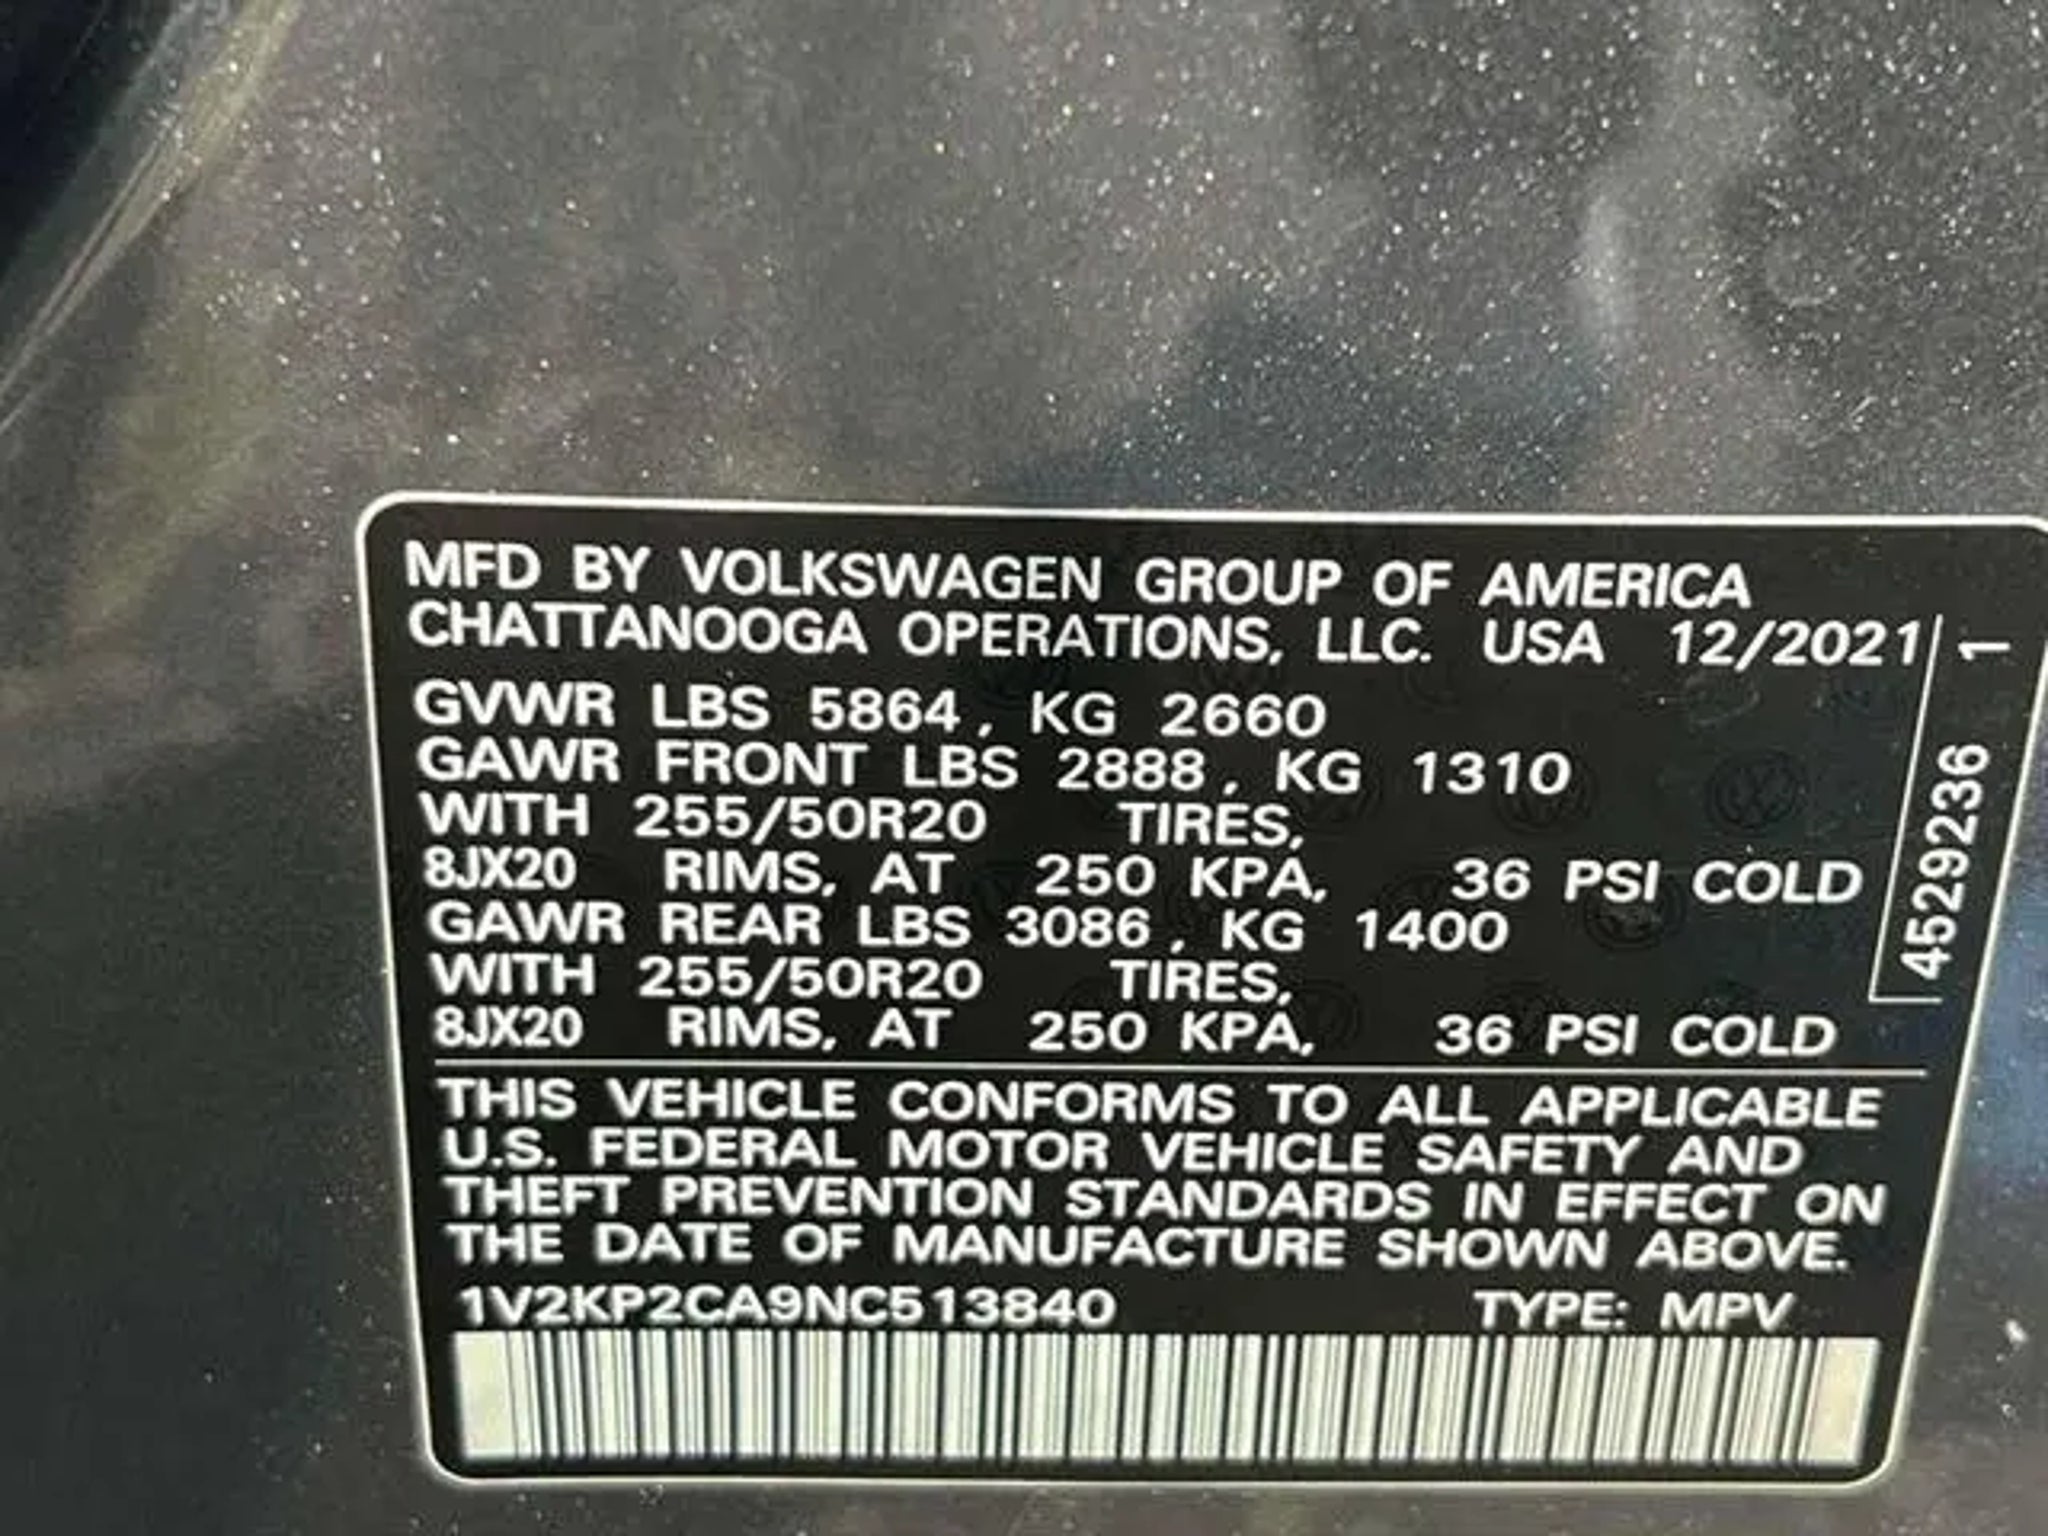 MFD BY VOLKSWAGEN GROUP OF AMERICA
CHATTANOOGA OPERATIONS, LLC. USA 12/2021
GVWR LBS 5864, KG 2660
GAWR FRONT LBS 2888, KG 1310
WITH 255/50R20 TIRES,
8JX20 RIMS, AT 250 KPA, 36 PSI COLD
GAWR REAR LBS 3086, KG 1400
WITH 255/50R20 TIRES,
8JX20 RIMS, AT 250 KPA, 36 PSI COLD
THIS VEHICLE CONFORMS TO ALL APPLICABLE
U.S. FEDERAL MOTOR VEHICLE SAFETY AND
THEFT PREVENTION STANDARDS IN EFFECT ON
THE DATE OF MANUFACTURE SHOWN ABOVE.
1V2KP2CA9NC513840 TYPE: MPV
4529236 1